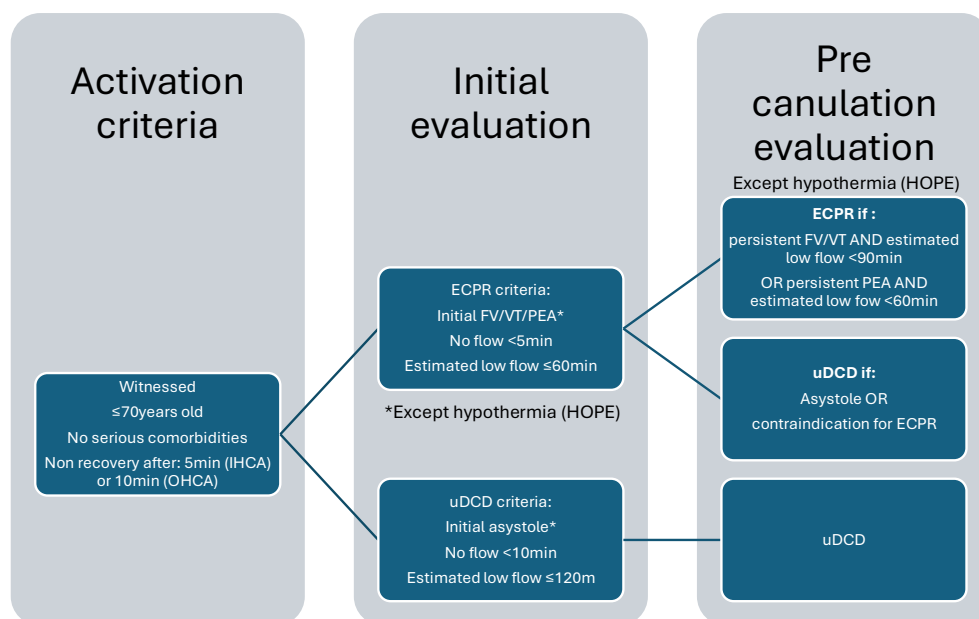 Activation
criteria
Witnessed
≤70years old
No serious comorbidities
Non recovery after: 5min (IHCA)
or 10min (OHCA)
Initial
evaluation
ECPR criteria:
Initial FV/VT/PEA*
No flow <5min
Estimated low flow ≤60min
*Except hypothermia (HOPE)
uDCD criteria:
Initial asystole*
No flow <10min
Estimated low flow ≤120m
Pre
canulation
evaluation
Except hypothermia (HOPE)
ECPR if :
persistent FV/VT AND estimated
low flow <90min
OR persistent PEA AND
estimated low fow <60min
uDCD if:
Asystole OR
contraindication for ECPR
uDCD